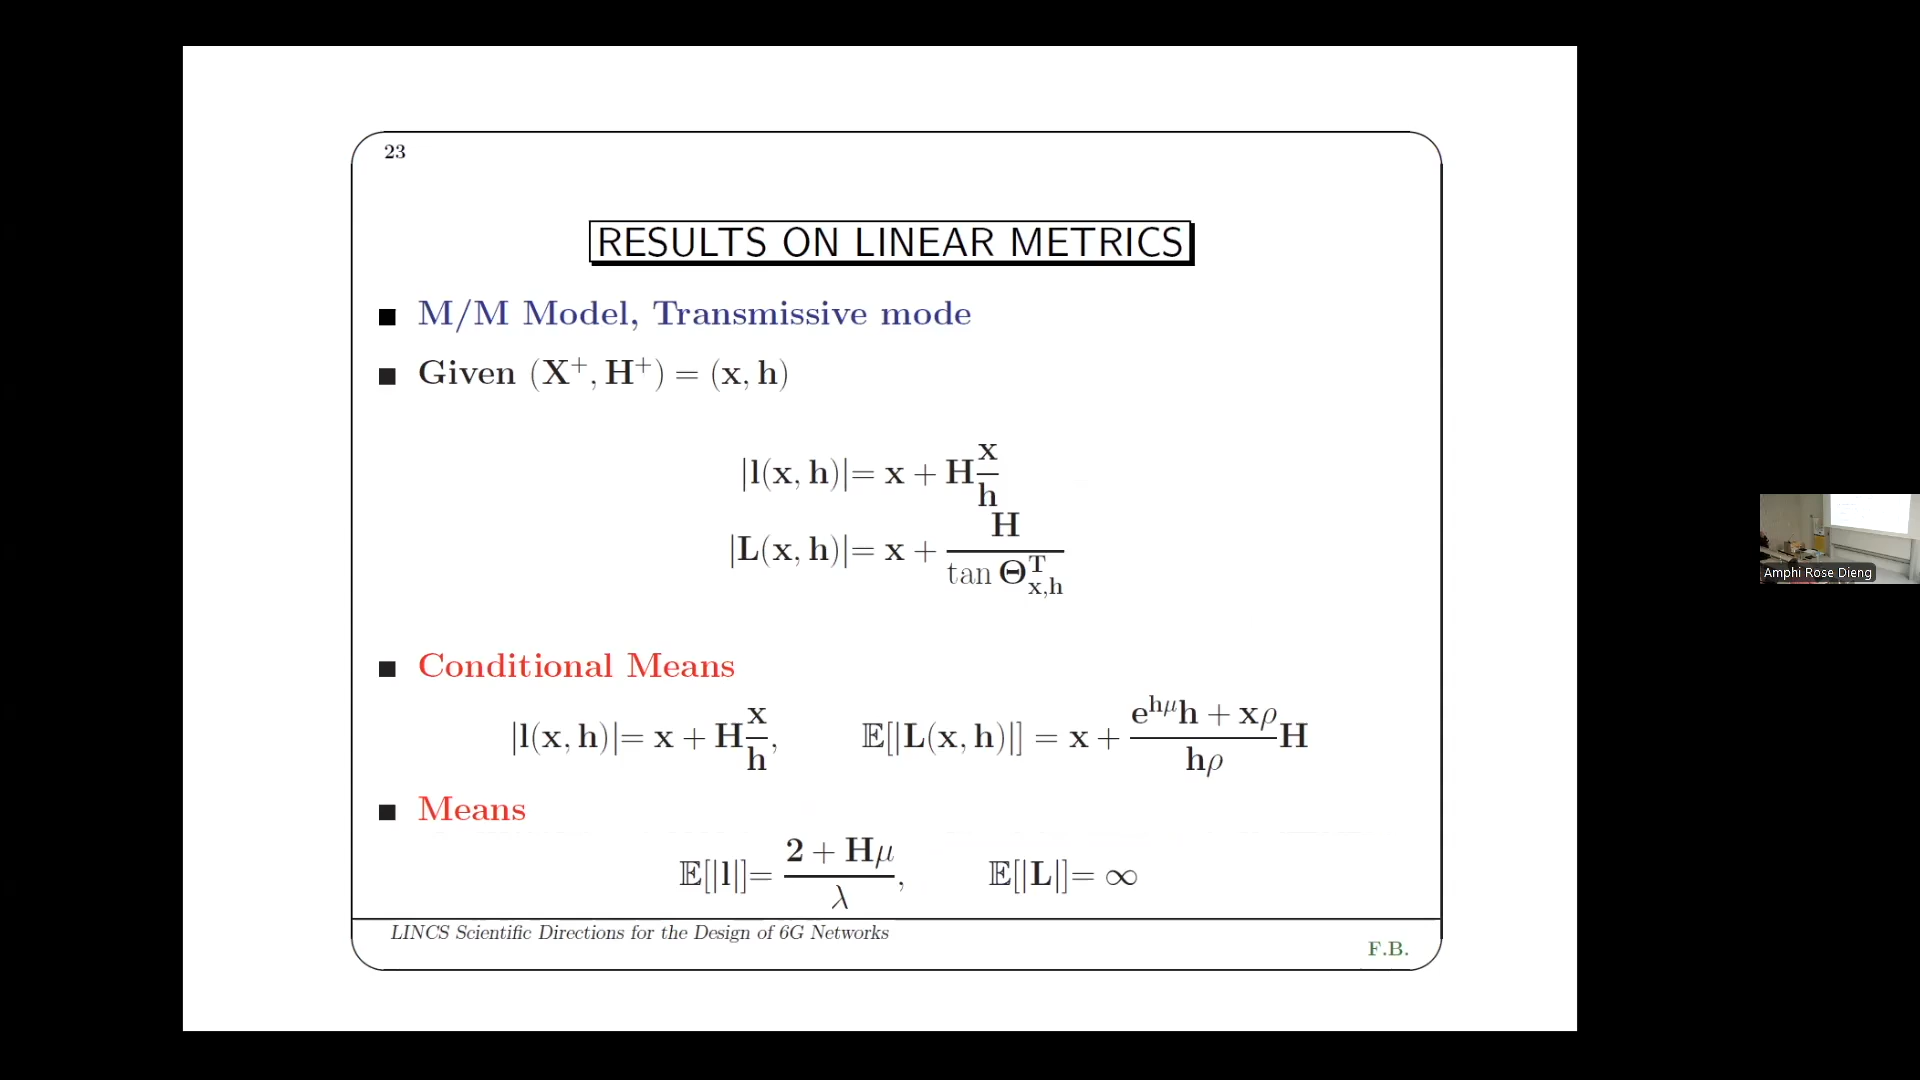 23
RESULTS ON LINEAR METRICS
■ M/M Model, Transmissive mode
■ Given (X⁺, H⁺) = (x, h)
|l(x, h)|= x + H x/h
|L(x, h)|= x + H/tan Θᵀₓ,ₕ
■ Conditional Means
|l(x, h)|= x + H x/h, 𝔼[|L(x, h)|] = x + (e^{hμ}h + xρ)/(hρ) H
■ Means
𝔼[|l|]= (2 + Hμ)/λ, 𝔼[|L|]= ∞
LINCS Scientific Directions for the Design of 6G Networks
F.B.
Amphi Rose Dieng